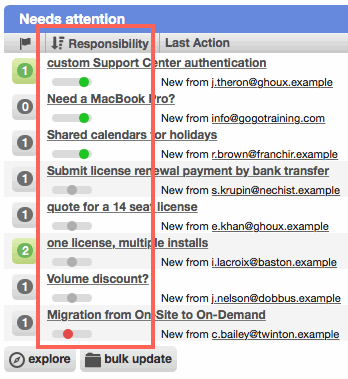 Needs attention
Responsibility Last Action
custom Support Center authentication
1 New from j.theron@ghoux.example
Need a MacBook Pro?
0 New from info@gogotraining.com
Shared calendars for holidays
1 New from r.brown@franchir.example
Submit license renewal payment by bank transfer
1 New from s.krupin@nechist.example
quote for a 14 seat license
1 New from e.khan@ghoux.example
one license, multiple installs
2 New from i.lacroix@baston.example
Volume discount?
1 New from j.nelson@dobbus.example
Migration from On-Site to On-Demand
1 New from c.bailey@twinton.example
explore bulk update